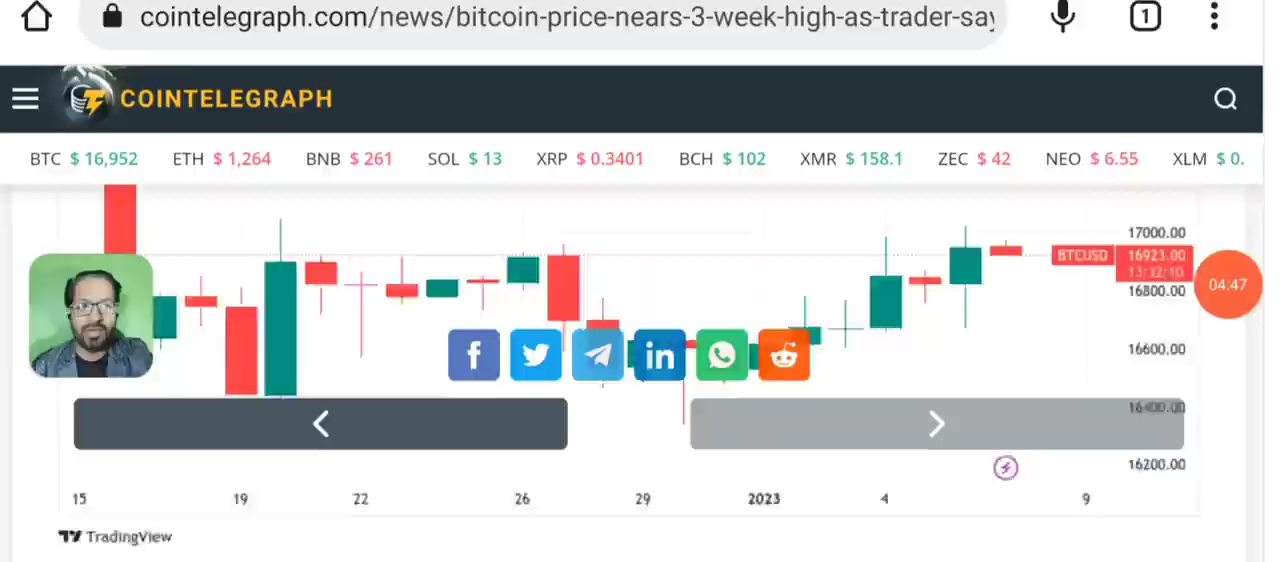 cointelegraph.com/news/bitcoin-price-nears-3-week-high-as-trader-say
1
COINTELEGRAPH
BTC $ 16,952 ETH $ 1,264 BNB $ 261 SOL $ 13 XRP $ 0.3401 BCH $ 102 XMR $ 158.1 ZEC $ 42 NEO $ 6.55 XLM $ 0.
17000.00
BTCUSD 16923.00
13:32:10
04.47
16800.00
16600.00
16400.00
16200.00
15 19 22 26 29 2023 4 9
TradingView